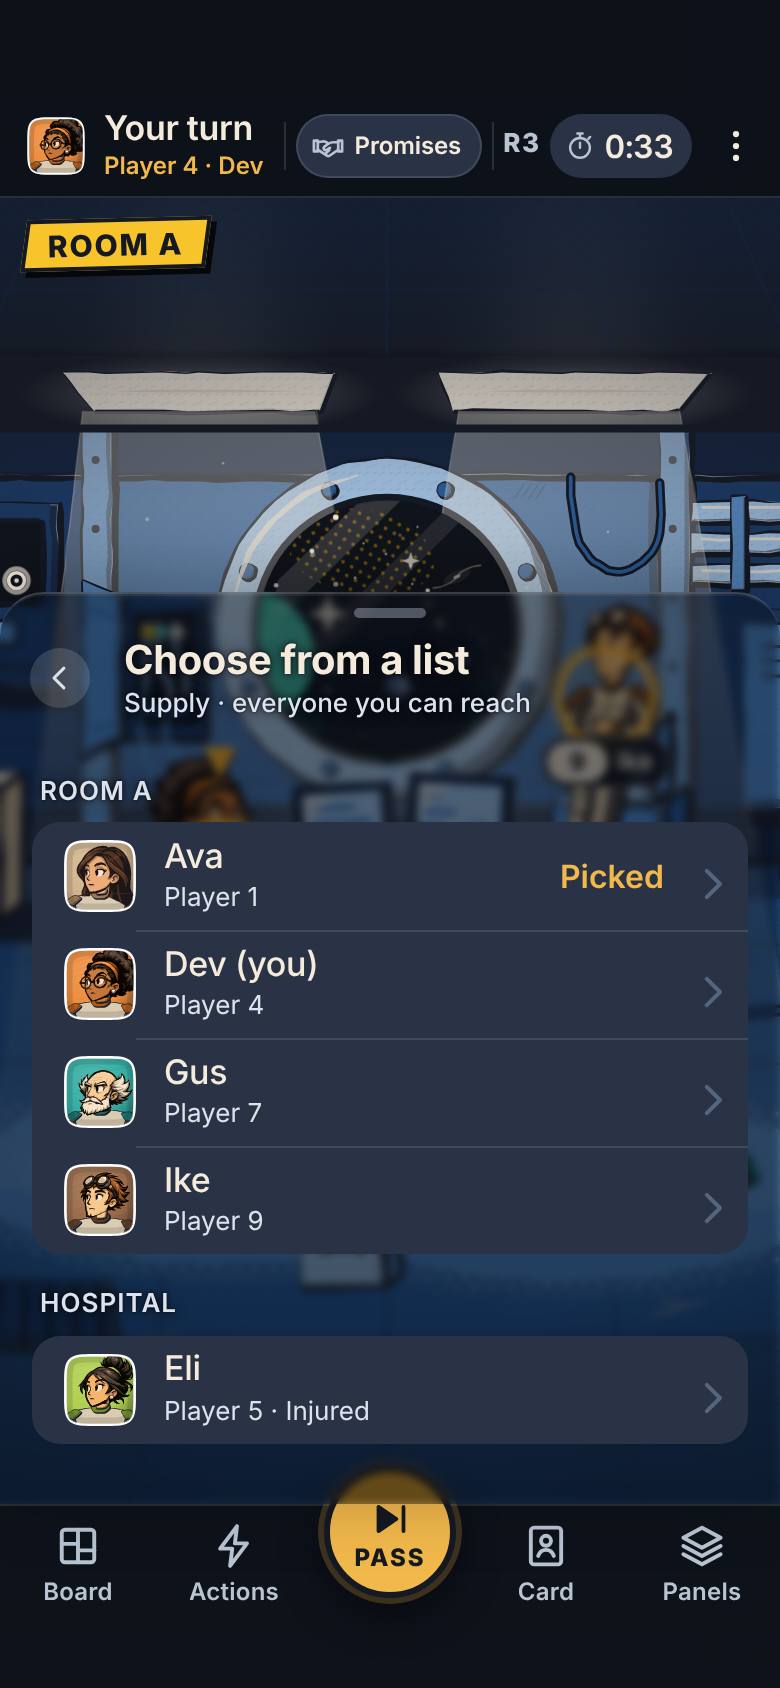 Your turn
Player 4 · Dev
Promises
R3
0:33
ROOM A
Choose from a list
Supply · everyone you can reach
ROOM A
Ava
Player 1
Picked
Dev (you)
Player 4
Gus
Player 7
Ike
Player 9
HOSPITAL
Eli
Player 5 · Injured
Board
Actions
PASS
Card
Panels